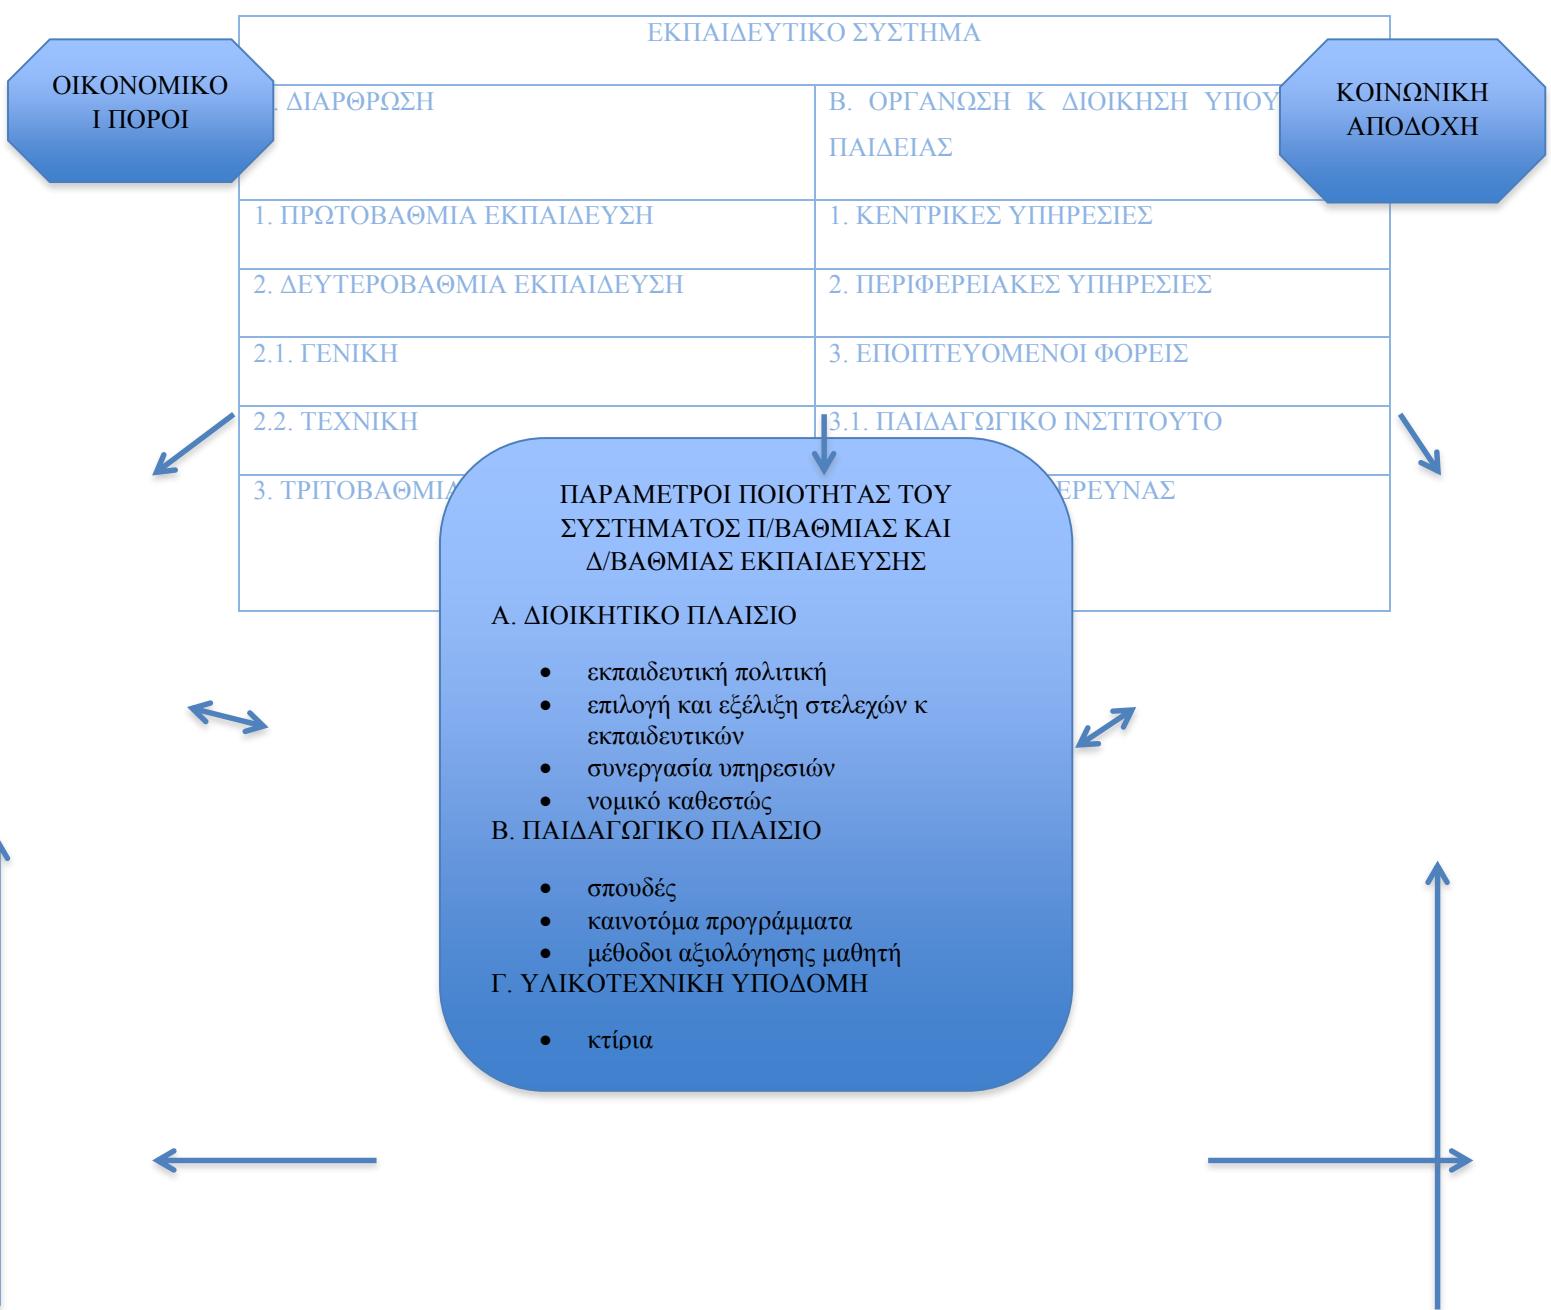 ΕΚΠΑΙΔΕΥΤΙΚΟ ΣΥΣΤΗΜΑ
ΟΙΚΟΝΟΜΙΚΟ
Ι ΠΟΡΟΙ
ΚΟΙΝΩΝΙΚΗ
ΑΠΟΔΟΧΗ
. ΔΙΑΡΘΡΩΣΗ
Β. ΟΡΓΑΝΩΣΗ Κ ΔΙΟΙΚΗΣΗ
ΠΑΙΔΕΙΑΣ
1. ΠΡΩΤΟΒΑΘΜΙΑ ΕΚΠΑΙΔΕΥΣΗ
1. ΚΕΝΤΡΙΚΕΣ ΥΠΗΡΕΣΙΕΣ
2. ΔΕΥΤΕΡΟΒΑΘΜΙΑ ΕΚΠΑΙΔΕΥΣΗ
2. ΠΕΡΙΦΕΡΕΙΑΚΕΣ ΥΠΗΡΕΣΙΕΣ
2.1. ΓΕΝΙΚΗ
3. ΕΠΟΠΤΕΥΟΜΕΝΟΙ ΦΟΡΕΙΣ
2.2. ΤΕΧΝΙΚΗ
3.1. ΠΑΙΔΑΓΩΓΙΚΟ ΙΝΣΤΙΤΟΥΤΟ
3. ΤΡΙΤΟΒΑΘΜΙΑ
ΕΡΕΥΝΑΣ
ΠΑΡΑΜΕΤΡΟΙ ΠΟΙΟΤΗΤΑΣ ΤΟΥ
ΣΥΣΤΗΜΑΤΟΣ Π/ΒΑΘΜΙΑΣ ΚΑΙ
Δ/ΒΑΘΜΙΑΣ ΕΚΠΑΙΔΕΥΣΗΣ
Α. ΔΙΟΙΚΗΤΙΚΟ ΠΛΑΙΣΙΟ
• εκπαιδευτική πολιτική
• επιλογή και εξέλιξη στελεχών κ
εκπαιδευτικών
• συνεργασία υπηρεσιών
• νομικό καθεστώς
Β. ΠΑΙΔΑΓΩΓΙΚΟ ΠΛΑΙΣΙΟ
• σπουδές
• καινοτόμα προγράμματα
• μέθοδοι αξιολόγησης μαθητή
Γ. ΥΛΙΚΟΤΕΧΝΙΚΗ ΥΠΟΔΟΜΗ
• κτίρια